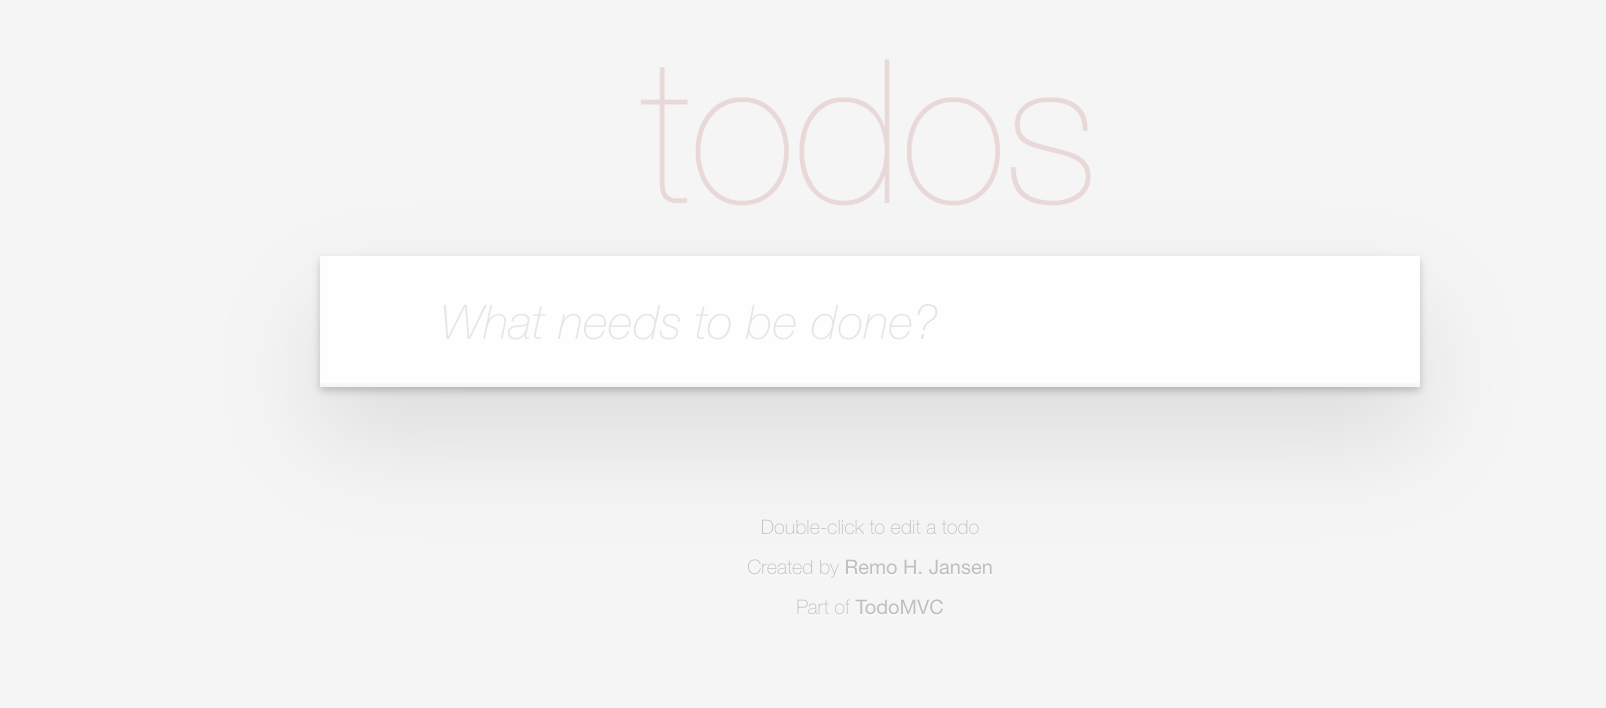 todos
What needs to be done?
Double-click to edit a todo
Created by Remo H. Jansen
Part of TodoMVC